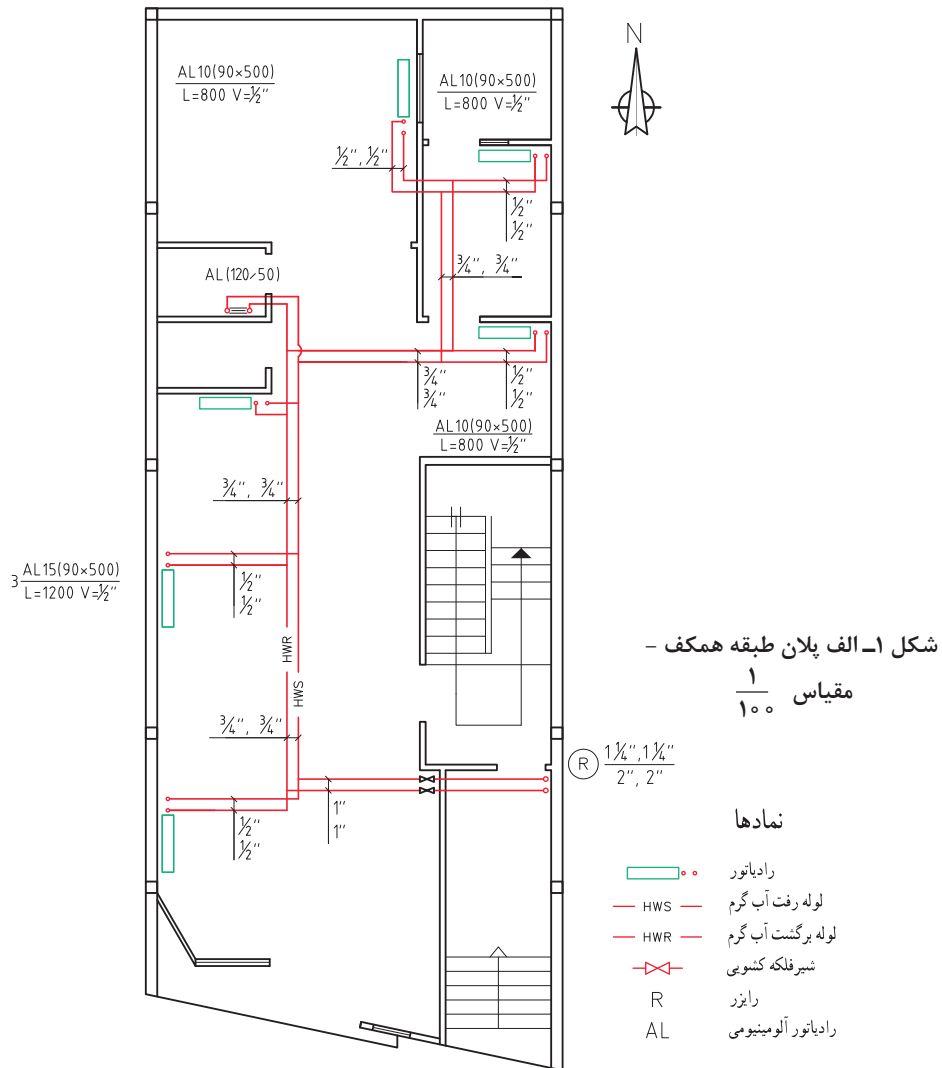 N
AL10(90×500)
L=800 V=½"
AL10(90×500)
L=800 V=½"
½", ½"
½"
½"
¾", ¾"
AL(120/50)
¾"
¾"
½"
½"
AL10(90×500)
L=800 V=½"
¾", ¾"
3 AL15(90×500)
L=1200 V=½"
½"
½"
HWR
HWS
شکل ۱ـ الف پلان طبقه همکف –
مقیاس ۱/۱۰۰
¾", ¾"
R 1¼", 1¼"
2", 2"
1"
1"
½"
½"
نمادها
رادیاتور
HWS لوله رفت آب گرم
HWR لوله برگشت آب گرم
شیرفلکه کشویی
R رایزر
AL رادیاتور آلومینیومی